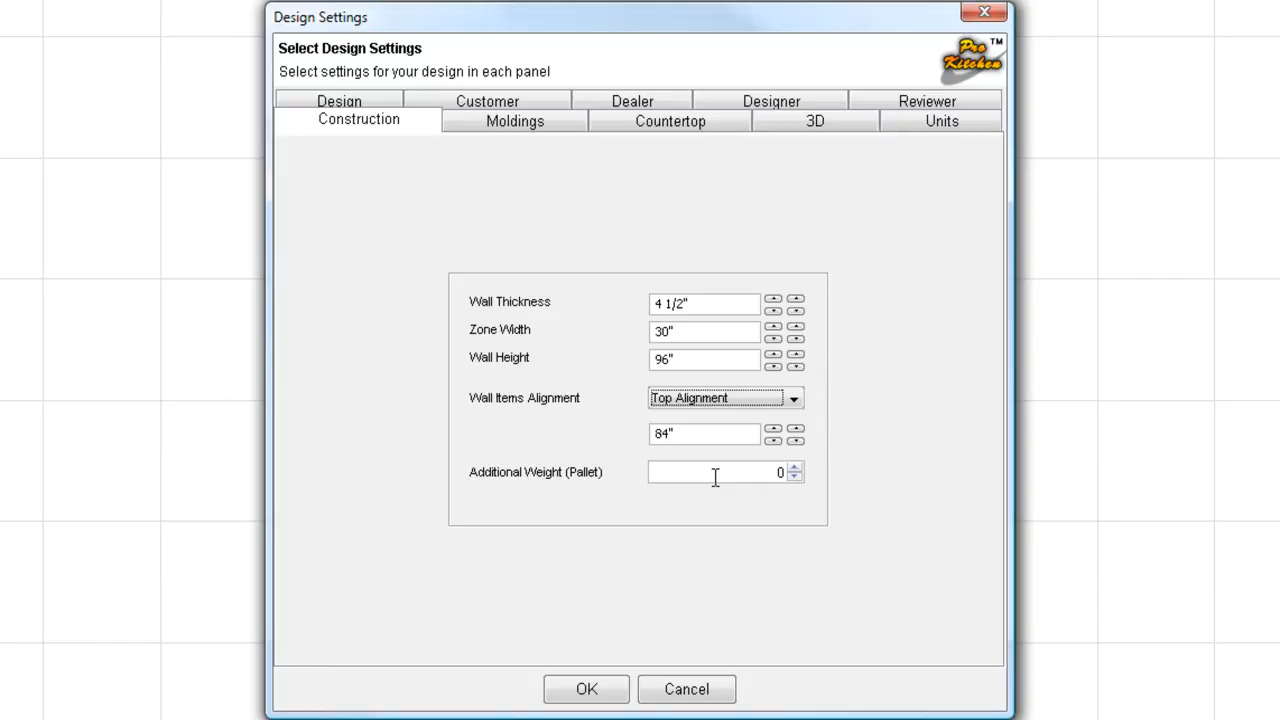 Design Settings
Select Design Settings
Select settings for your design in each panel
Pro Kitchen ™
Design Customer Dealer Designer Reviewer
Construction Moldings Countertop 3D Units
Wall Thickness 4 1/2"
Zone Width 30"
Wall Height 96"
Wall Items Alignment Top Alignment
84"
Additional Weight (Pallet) 0
OK Cancel